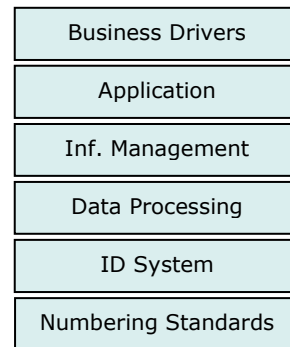 Business Drivers
Application
Inf. Management
Data Processing
ID System
Numbering Standards